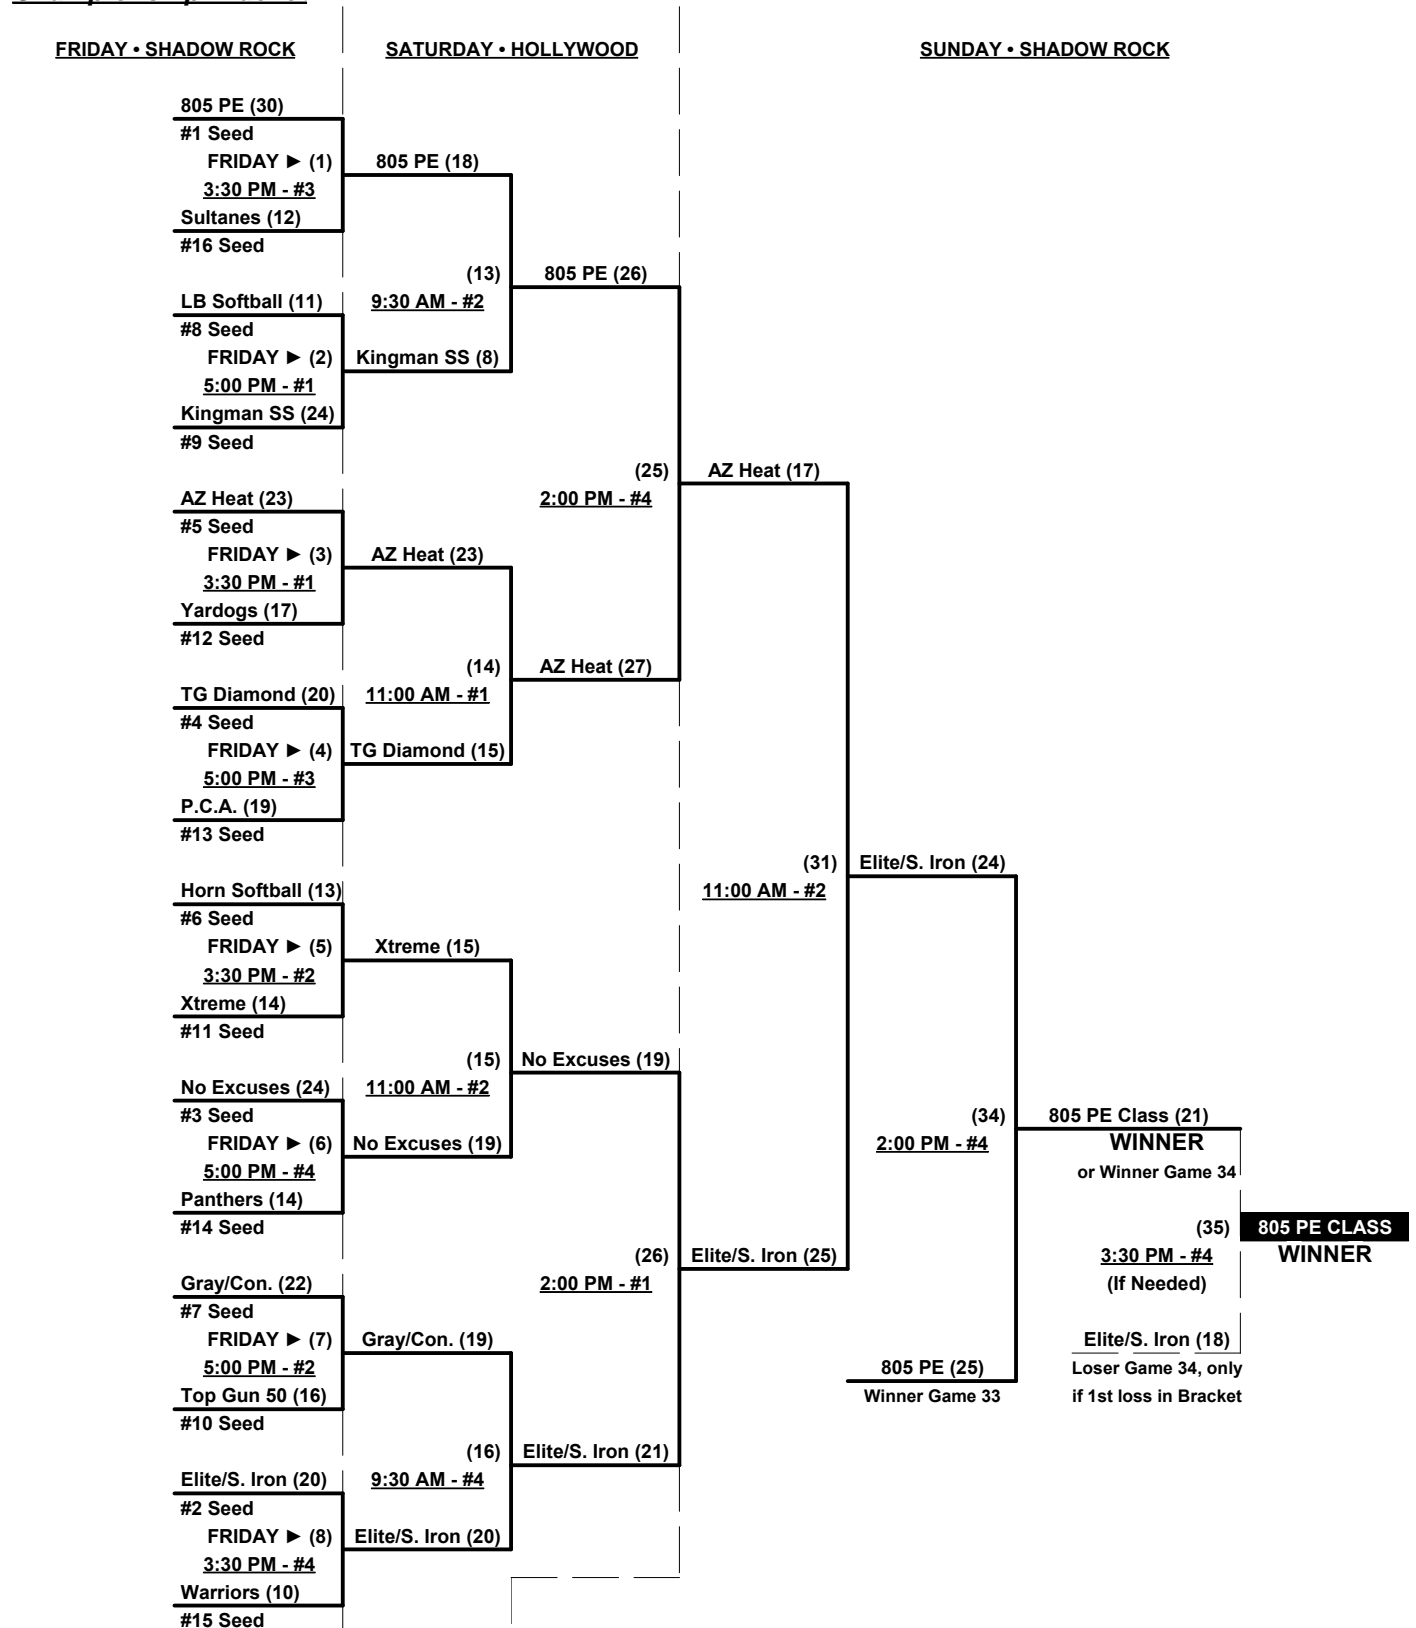 FRIDAY • SHADOW ROCK
SATURDAY • HOLLYWOOD
SUNDAY • SHADOW ROCK
805 PE (30)
#1 Seed
FRIDAY ► (1)
3:30 PM - #3
Sultanes (12)
#16 Seed
LB Softball (11)
#8 Seed
FRIDAY ► (2)
5:00 PM - #1
Kingman SS (24)
#9 Seed
AZ Heat (23)
#5 Seed
FRIDAY ► (3)
3:30 PM - #1
Yardogs (17)
#12 Seed
TG Diamond (20)
#4 Seed
FRIDAY ► (4)
5:00 PM - #3
P.C.A. (19)
#13 Seed
Horn Softball (13)
#6 Seed
FRIDAY ► (5)
3:30 PM - #2
Xtreme (14)
#11 Seed
No Excuses (24)
#3 Seed
FRIDAY ► (6)
5:00 PM - #4
Panthers (14)
#14 Seed
Gray/Con. (22)
#7 Seed
FRIDAY ► (7)
5:00 PM - #2
Top Gun 50 (16)
#10 Seed
Elite/S. Iron (20)
#2 Seed
FRIDAY ► (8)
3:30 PM - #4
Warriors (10)
#15 Seed
805 PE (18)
(13)
9:30 AM - #2
Kingman SS (8)
AZ Heat (23)
(14)
11:00 AM - #1
TG Diamond (15)
Xtreme (15)
(15)
11:00 AM - #2
No Excuses (19)
Gray/Con. (19)
(16)
9:30 AM - #4
Elite/S. Iron (20)
805 PE (26)
(25)
2:00 PM - #4
AZ Heat (27)
No Excuses (19)
(26)
2:00 PM - #1
Elite/S. Iron (21)
AZ Heat (17)
(31)
11:00 AM - #2
Elite/S. Iron (25)
Elite/S. Iron (24)
(34)
2:00 PM - #4
805 PE (25)
Winner Game 33
805 PE Class (21)
WINNER
or Winner Game 34
(35)
3:30 PM - #4
(If Needed)
Elite/S. Iron (18)
Loser Game 34, only
if 1st loss in Bracket
805 PE CLASS
WINNER